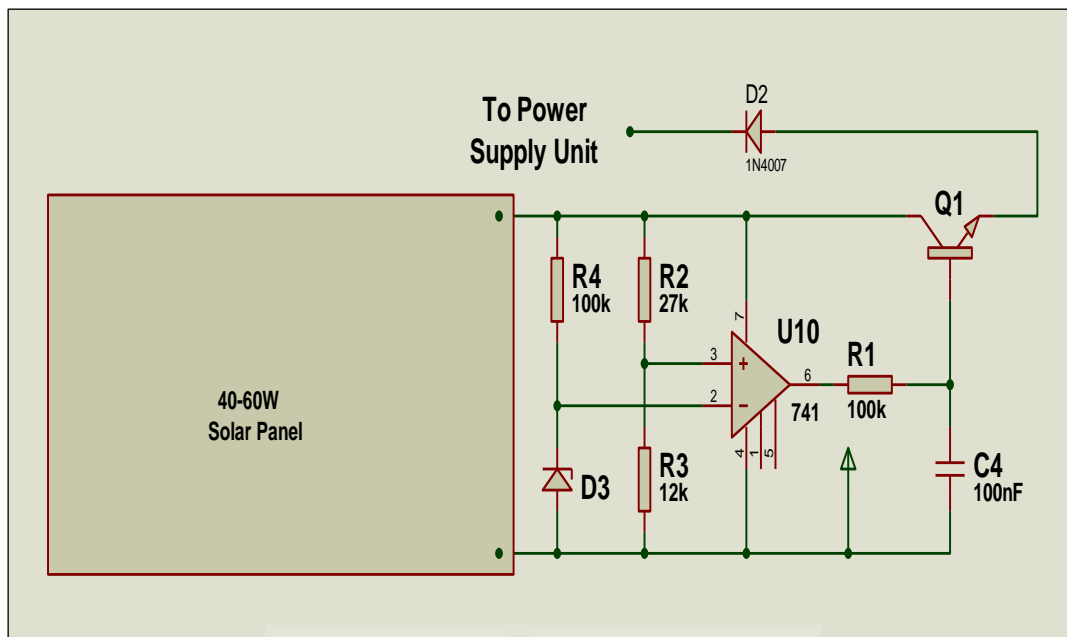 To Power
Supply Unit
D2
1N4007
Q1
40-60W
Solar Panel
R4
100k
R2
27k
7
3
2
6
4
1
5
U10
741
R1
100k
D3
R3
12k
C4
100nF